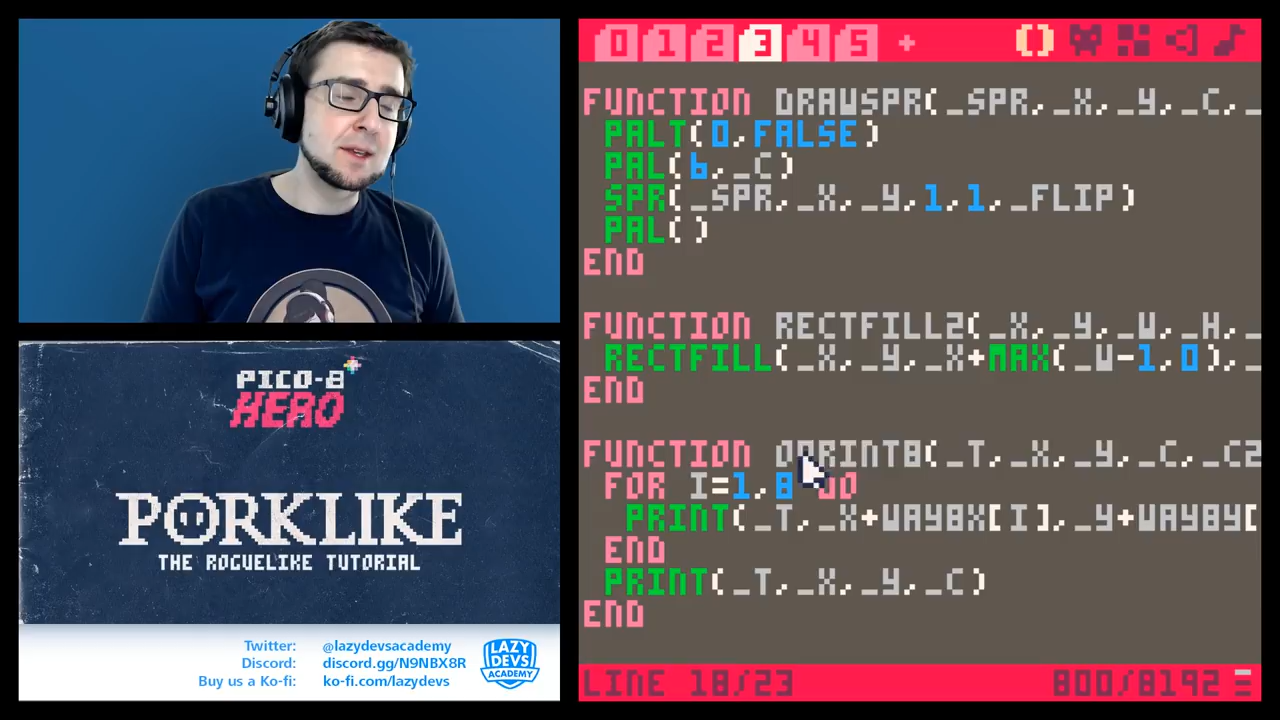 PICO-8
HERO
PORKLIKE
THE ROGUELIKE TUTORIAL
Twitter: @lazydevsacademy
Discord: discord.gg/N9NBX8R
Buy us a Ko-fi: ko-fi.com/lazydevs
LAZY
DEVS
ACADEMY
0 1 2 3 4 5 +
FUNCTION DRAWSPR(_SPR,_X,_Y,_C,_
PALT(0,FALSE)
PAL(6,_C)
SPR(_SPR,_X,_Y,1,1,_FLIP)
PAL()
END
FUNCTION RECTFILL2(_X,_Y,_W,_H,_
RECTFILL(_X,_Y,_X+MAX(_W-1,0),_
END
FUNCTION OPRINT8(_T,_X,_Y,_C,_C2
FOR I=1,8 DO
PRINT(_T,_X+WAY8X[I],_Y+WAY8Y[
END
PRINT(_T,_X,_Y,_C)
END
LINE 18/23 800/8192